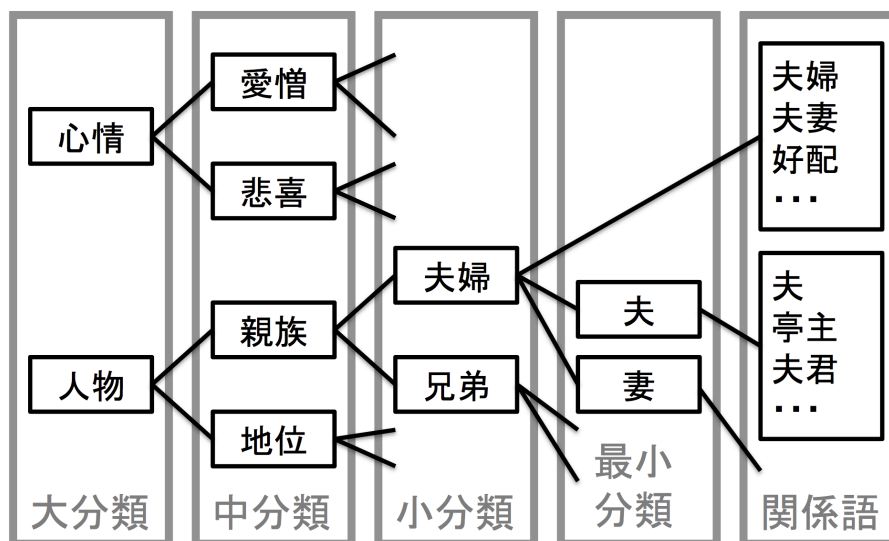 心情
人物
大分類
愛憎
悲喜
親族
地位
中分類
夫婦
兄弟
小分類
夫
妻
最小
分類
夫婦
夫妻
好配
・・・
夫
亭主
夫君
・・・
関係語